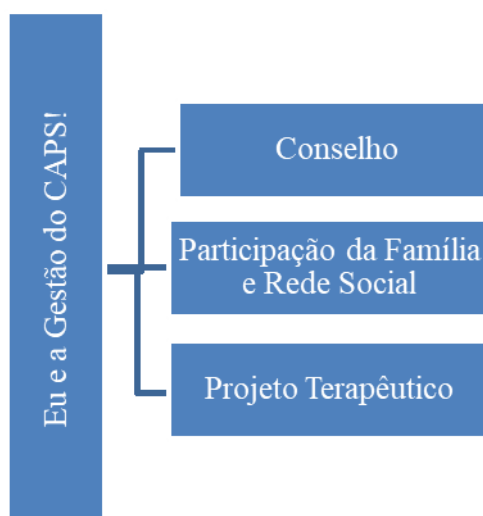 Eu e a Gestão do CAPS!
Conselho
Participação da Família
e Rede Social
Projeto Terapêutico